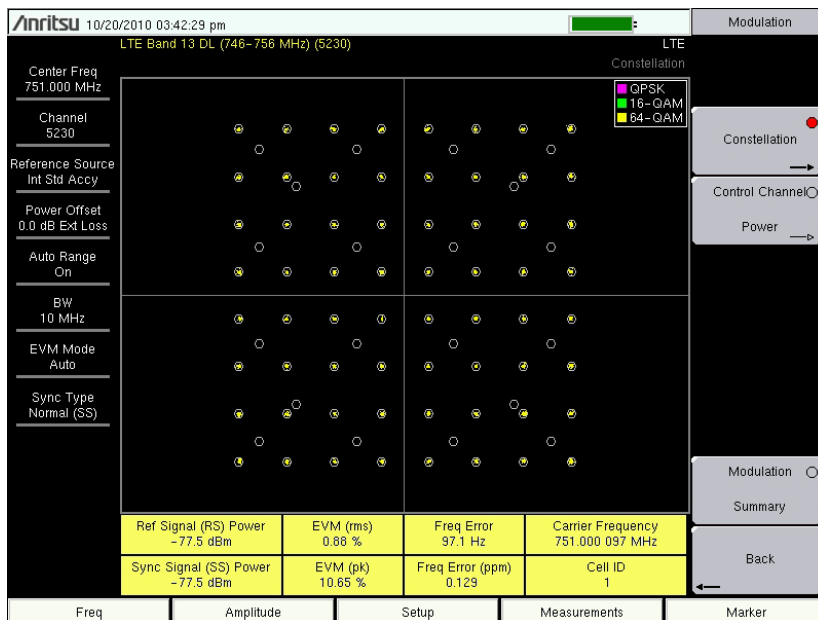 Anritsu 10/20/2010 03:42:29 pm
Modulation
LTE Band 13 DL (746-756 MHz) (5230)
LTE
Constellation
Center Freq
751.000 MHz
Channel
5230
Reference Source
Int Std Accy
Power Offset
0.0 dB Ext Loss
Auto Range
On
BW
10 MHz
EVM Mode
Auto
Sync Type
Normal (SS)
QPSK
16-QAM
64-QAM
Constellation
Control Channel
Power
Modulation
Summary
Back
Ref Signal (RS) Power
-77.5 dBm
EVM (rms)
0.88 %
Freq Error
97.1 Hz
Carrier Frequency
751.000 097 MHz
Sync Signal (SS) Power
-77.5 dBm
EVM (pk)
10.65 %
Freq Error (ppm)
0.129
Cell ID
1
Freq
Amplitude
Setup
Measurements
Marker